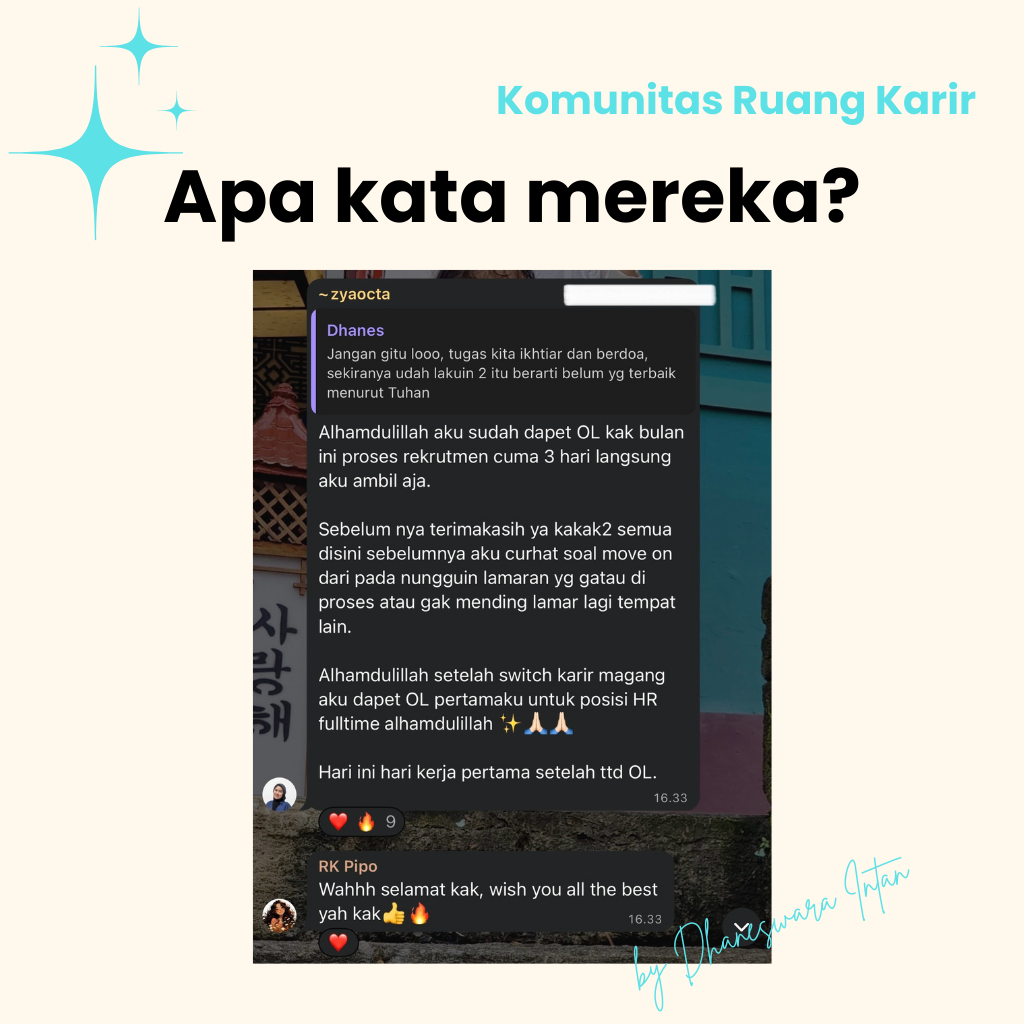 Komunitas Ruang Karir
Apa kata mereka?
~zyaocta
Dhanes
Jangan gitu looo, tugas kita ikhtiar dan berdoa,
sekiranya udah lakuin 2 itu berarti belum yg terbaik
menurut Tuhan
Alhamdulillah aku sudah dapet OL kak bulan
ini proses rekrutmen cuma 3 hari langsung
aku ambil aja.
Sebelum nya terimakasih ya kakak2 semua
disini sebelumnya aku curhat soal move on
dari pada nungguin lamaran yg gatau di
proses atau gak mending lamar lagi tempat
lain.
Alhamdulillah setelah switch karir magang
aku dapet OL pertamaku untuk posisi HR
fulltime alhamdulillah ✨🙏🏻🙏🏻
Hari ini hari kerja pertama setelah ttd OL.
16.33
❤️ 🔥 9
RK Pipo
Wahhh selamat kak, wish you all the best
yah kak👍🔥
16.33
❤️
사
랑
해
by Dhaneswara Intan